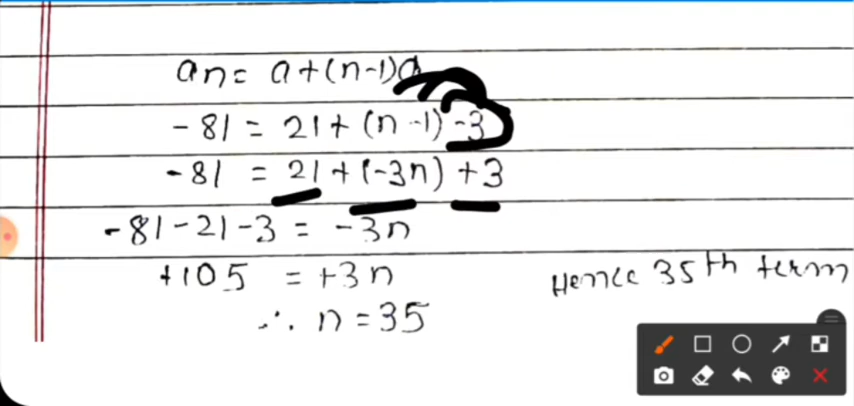 an = a+(n-1)d
-81 = 21+(n-1)-3
-81 = 21+(-3n)+3
-81-21-3 = -3n
+105 = +3n
Hence 35th term
∴ n = 35